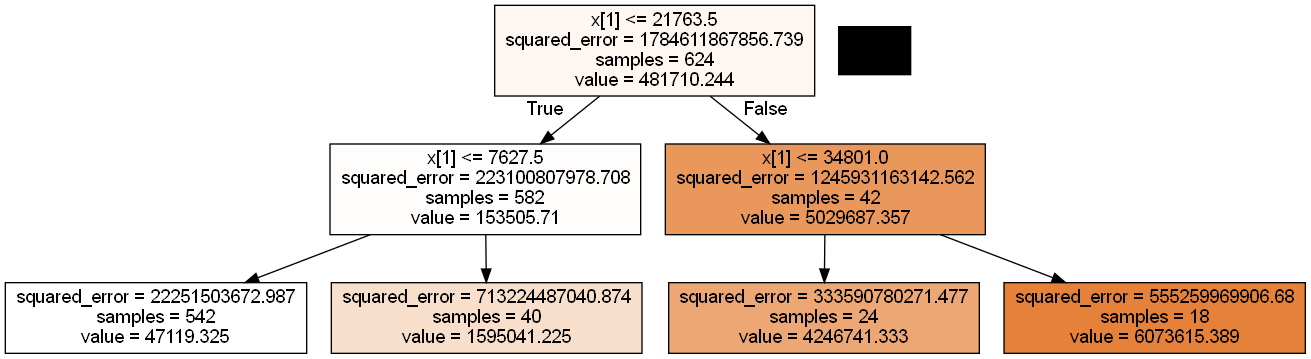 x[1] <= 21763.5
squared_error = 1784611867856.739
samples = 624
value = 481710.244
True
False
x[1] <= 7627.5
squared_error = 223100807978.708
samples = 582
value = 153505.71
x[1] <= 34801.0
squared_error = 1245931163142.562
samples = 42
value = 5029687.357
squared_error = 22251503672.987
samples = 542
value = 47119.325
squared_error = 713224487040.874
samples = 40
value = 1595041.225
squared_error = 333590780271.477
samples = 24
value = 4246741.333
squared_error = 555259969906.68
samples = 18
value = 6073615.389